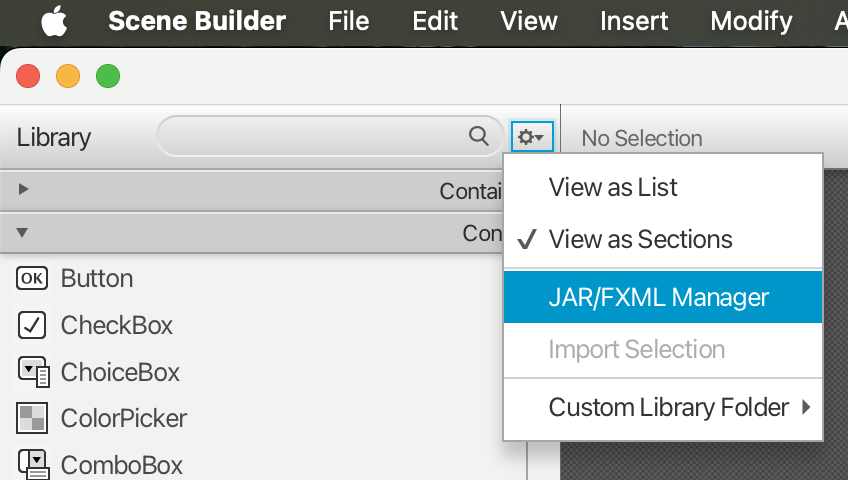 Scene Builder File Edit View Insert Modify A
Library
No Selection
View as List
Contai
View as Sections
Con
OK Button
JAR/FXML Manager
CheckBox
Import Selection
ChoiceBox
Custom Library Folder
ColorPicker
ComboBox